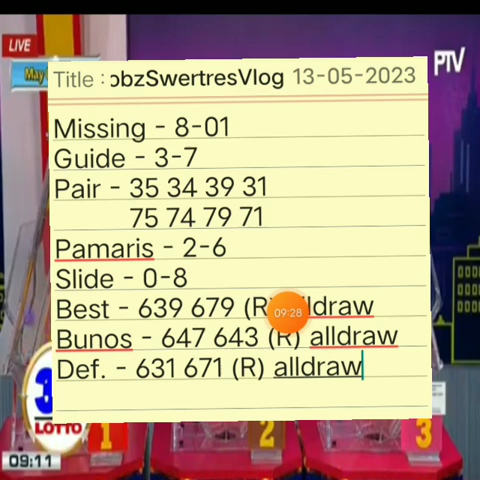 LIVE
PTV
May
Title : obzSwertresVlog 13-05-2023
Missing - 8-01
Guide - 3-7
Pair - 35 34 39 31
75 74 79 71
Pamaris - 2-6
Slide - 0-8
Best - 639 679 (R) alldraw
09:28
Bunos - 647 643 (R) alldraw
Def. - 631 671 (R) alldraw
3
LOTTO
1
2
3
09:11